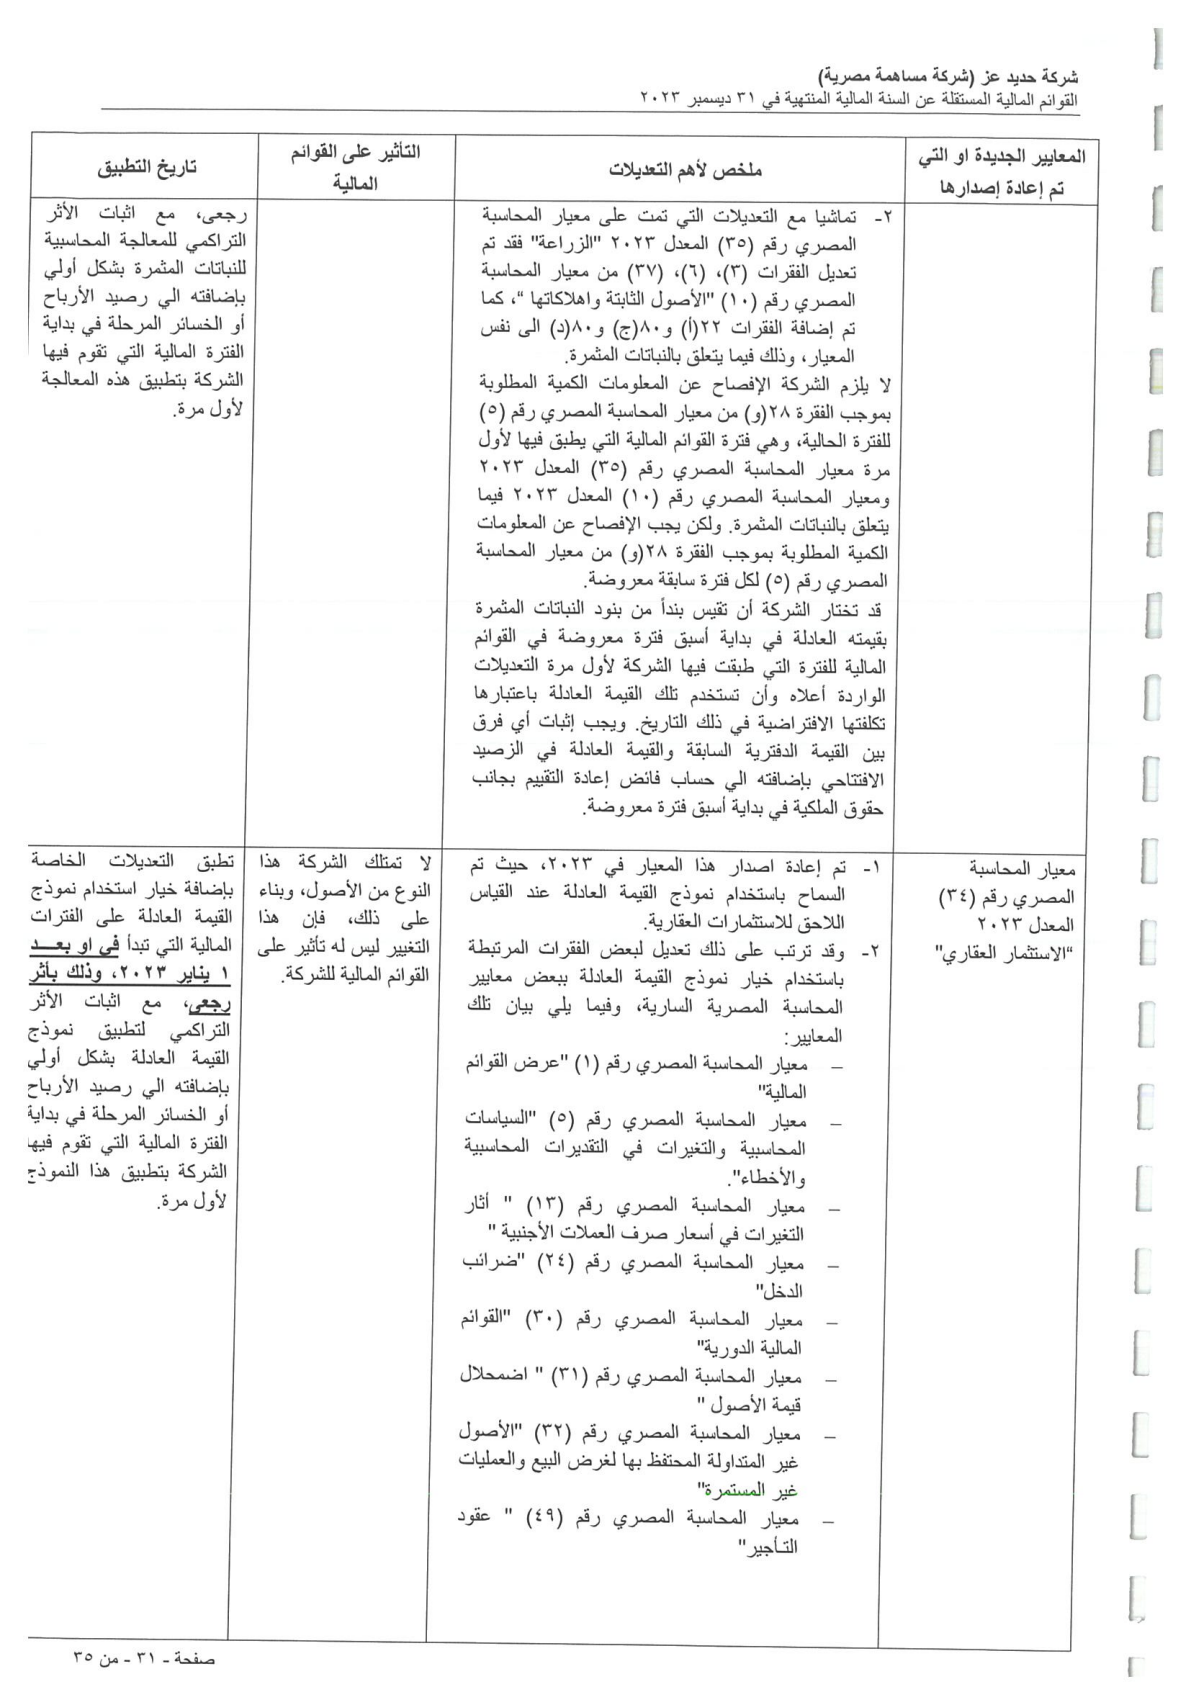 شركة حديد عز (شركة مساهمة مصرية)
القوائم المالية المستقلة عن السنة المالية المنتهية في ٣١ ديسمبر ٢٠٢٣
المعايير الجديدة او التي
تم إعادة إصدارها
ملخص لأهم التعديلات
التأثير على القوائم
المالية
تاريخ التطبيق
٢- تماشيا مع التعديلات التي تمت على معيار المحاسبة
المصري رقم (٣٥) المعدل ٢٠٢٣ "الزراعة" فقد تم
تعديل الفقرات (٣)، (٦)، (٣٧) من معيار المحاسبة
المصري رقم (١٠) "الأصول الثابتة واهلاكاتها "، كما
تم إضافة الفقرات ٢٢(أ) و٨٠(ج) و٨٠(د) الى نفس
المعيار، وذلك فيما يتعلق بالنباتات المثمرة.
لا يلزم الشركة الإفصاح عن المعلومات الكمية المطلوبة
بموجب الفقرة ٢٨(و) من معيار المحاسبة المصري رقم (٥)
للفترة الحالية، وهي فترة القوائم المالية التي يطبق فيها لأول
مرة معيار المحاسبة المصري رقم (٣٥) المعدل ٢٠٢٣
ومعيار المحاسبة المصري رقم (١٠) المعدل ٢٠٢٣ فيما
يتعلق بالنباتات المثمرة. ولكن يجب الإفصاح عن المعلومات
الكمية المطلوبة بموجب الفقرة ٢٨(و) من معيار المحاسبة
المصري رقم (٥) لكل فترة سابقة معروضة.
قد تختار الشركة أن تقيس بندأ من بنود النباتات المثمرة
بقيمته العادلة في بداية أسبق فترة معروضة في القوائم
المالية للفترة التي طبقت فيها الشركة لأول مرة التعديلات
الواردة أعلاه وأن تستخدم تلك القيمة العادلة باعتبارها
تكلفتها الافتراضية في ذلك التاريخ. ويجب إثبات أي فرق
بين القيمة الدفترية السابقة والقيمة العادلة في الرصيد
الافتتاحي بإضافته الي حساب فائض إعادة التقييم بجانب
حقوق الملكية في بداية أسبق فترة معروضة.
رجعى، مع اثبات الأثر
التراكمي للمعالجة المحاسبية
للنباتات المثمرة بشكل أولي
بإضافته الي رصيد الأرباح
أو الخسائر المرحلة في بداية
الفترة المالية التي تقوم فيها
الشركة بتطبيق هذه المعالجة
لأول مرة.
معيار المحاسبة
المصري رقم (٣٤)
المعدل ٢٠٢٣
"الاستثمار العقاري"
١- تم إعادة اصدار هذا المعيار في ٢٠٢٣، حيث تم
السماح باستخدام نموذج القيمة العادلة عند القياس
اللاحق للاستثمارات العقارية.
٢- وقد ترتب على ذلك تعديل لبعض الفقرات المرتبطة
باستخدام خيار نموذج القيمة العادلة ببعض معايير
المحاسبة المصرية السارية، وفيما يلي بيان تلك
المعايير:
– معيار المحاسبة المصري رقم (١) "عرض القوائم
المالية"
– معيار المحاسبة المصري رقم (٥) "السياسات
المحاسبية والتغيرات في التقديرات المحاسبية
والأخطاء".
– معيار المحاسبة المصري رقم (١٣) " أثار
التغيرات في أسعار صرف العملات الأجنبية "
– معيار المحاسبة المصري رقم (٢٤) "ضرائب
الدخل"
– معيار المحاسبة المصري رقم (٣٠) "القوائم
المالية الدورية"
– معيار المحاسبة المصري رقم (٣١) " اضمحلال
قيمة الأصول "
– معيار المحاسبة المصري رقم (٣٢) "الأصول
غير المتداولة المحتفظ بها لغرض البيع والعمليات
غير المستمرة"
– معيار المحاسبة المصري رقم (٤٩) " عقود
التأجير"
لا تمتلك الشركة هذا
النوع من الأصول، وبناء
على ذلك، فإن هذا
التغيير ليس له تأثير على
القوائم المالية للشركة.
تطبق التعديلات الخاصة
بإضافة خيار استخدام نموذج
القيمة العادلة على الفترات
المالية التي تبدأ في او بعد
١ يناير ٢٠٢٣، وذلك بأثر
رجعي، مع اثبات الأثر
التراكمي لتطبيق نموذج
القيمة العادلة بشكل أولي
بإضافته الي رصيد الأرباح
أو الخسائر المرحلة في بداية
الفترة المالية التي تقوم فيها
الشركة بتطبيق هذا النموذج
لأول مرة.
صفحة - ٣١ - من ٣٥